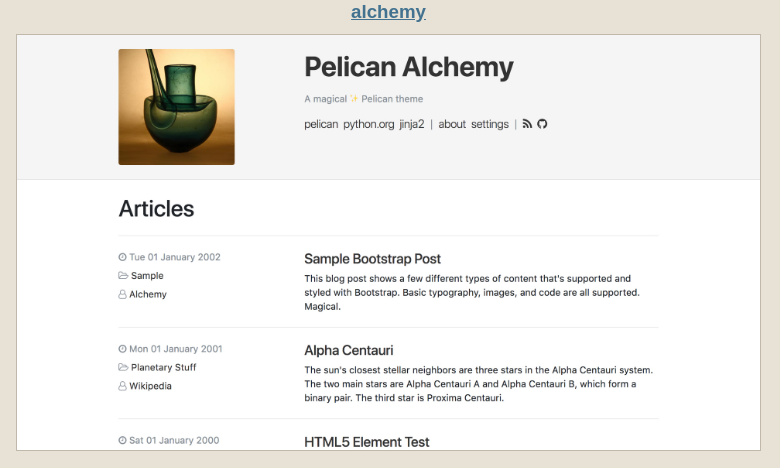 alchemy
Pelican Alchemy
A magical ✨ Pelican theme
pelican python.org jinja2 | about settings |
Articles
Tue 01 January 2002
Sample
Alchemy
Sample Bootstrap Post
This blog post shows a few different types of content that's supported and
styled with Bootstrap. Basic typography, images, and code are all supported.
Magical.
Mon 01 January 2001
Planetary Stuff
Wikipedia
Alpha Centauri
The sun's closest stellar neighbors are three stars in the Alpha Centauri system.
The two main stars are Alpha Centauri A and Alpha Centauri B, which form a
binary pair. The third star is Proxima Centauri.
Sat 01 January 2000
HTML5 Element Test